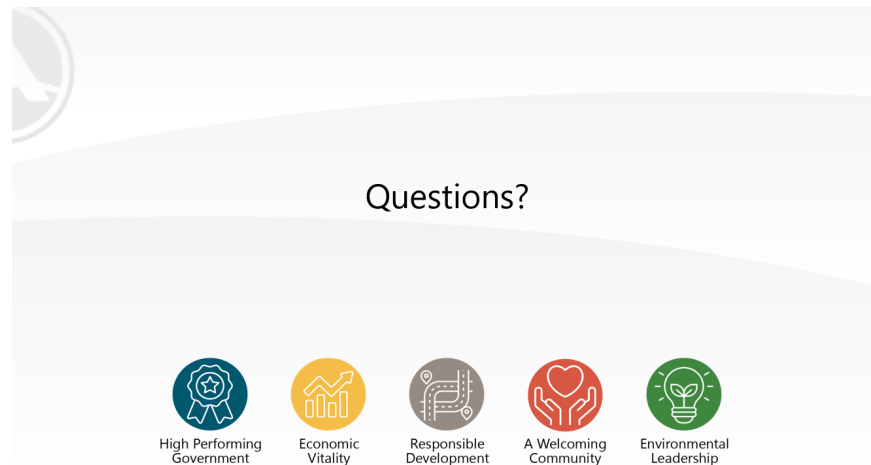 Questions?
High Performing
Government
Economic
Vitality
Responsible
Development
A Welcoming
Community
Environmental
Leadership